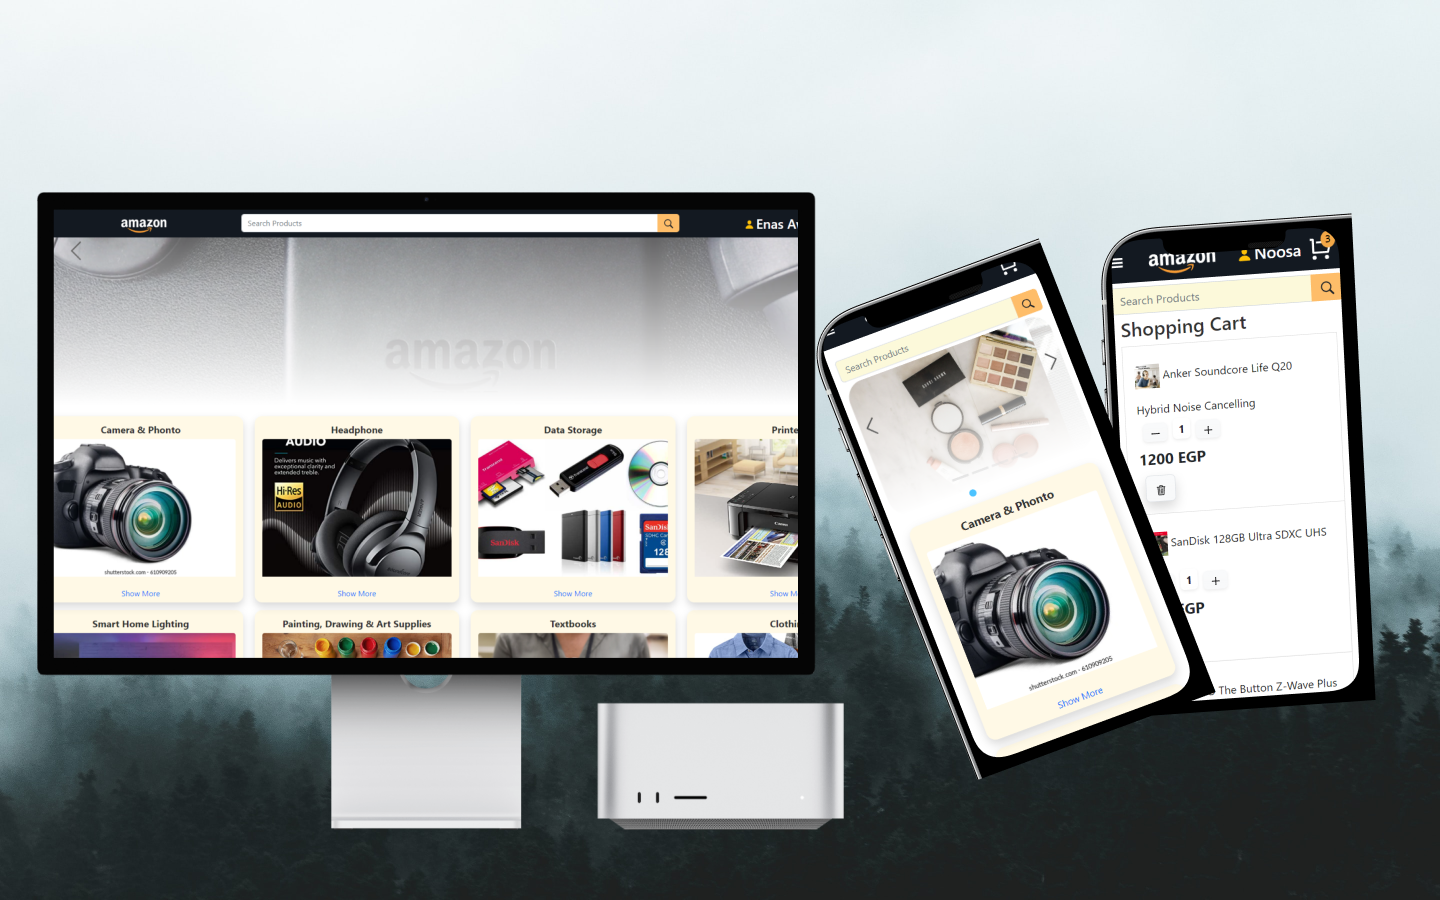 amazon
Search Products
Enas A
amazon
Camera & Phonto
shutterstock.com · 610909205
Show More
Headphone
AUDIO
Delivers music with
exceptional clarity and
extended treble.
Hi-Res
AUDIO
Show More
Data Storage
SanDisk
SanDisk
SDHC
128
Show More
Printe
Canon
Show M
Smart Home Lighting
Painting, Drawing & Art Supplies
Textbooks
Clothi
Search Products
Camera & Phonto
shutterstock.com · 610909205
Show More
amazon
Noosa
3
Search Products
Shopping Cart
Anker Soundcore Life Q20
Hybrid Noise Cancelling
1
1200 EGP
SanDisk 128GB Ultra SDXC UHS
1
EGP
The Button Z-Wave Plus